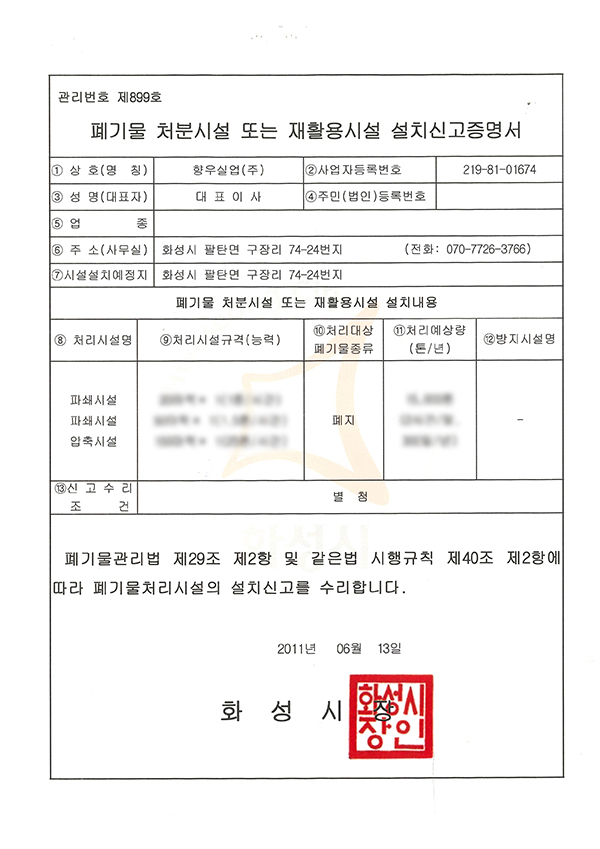 관리번호 제899호
폐기물 처분시설 또는 재활용시설 설치신고증명서
① 상 호(명 칭) 향우실업(주) ②사업자등록번호 219-81-01674
③ 성 명(대표자) 대 표 이 사 ④주민(법인)등록번호
⑤ 업 종
⑥ 주 소(사무실) 화성시 팔탄면 구장리 74-24번지 (전화: 070-7726-3766)
⑦시설설치예정지 화성시 팔탄면 구장리 74-24번지
폐기물 처분시설 또는 재활용시설 설치내용
⑧ 처리시설명 ⑨처리시설규격(능력) ⑩처리대상 폐기물종류 ⑪처리예상량 (톤/년) ⑫방지시설명
파쇄시설
파쇄시설 폐지 -
압축시설
⑬신 고 수 리 조 건 별 첨
폐기물관리법 제29조 제2항 및 같은법 시행규칙 제40조 제2항에
따라 폐기물처리시설의 설치신고를 수리합니다.
2011년 06월 13일
화 성 시 장
화성시
장인
화성시